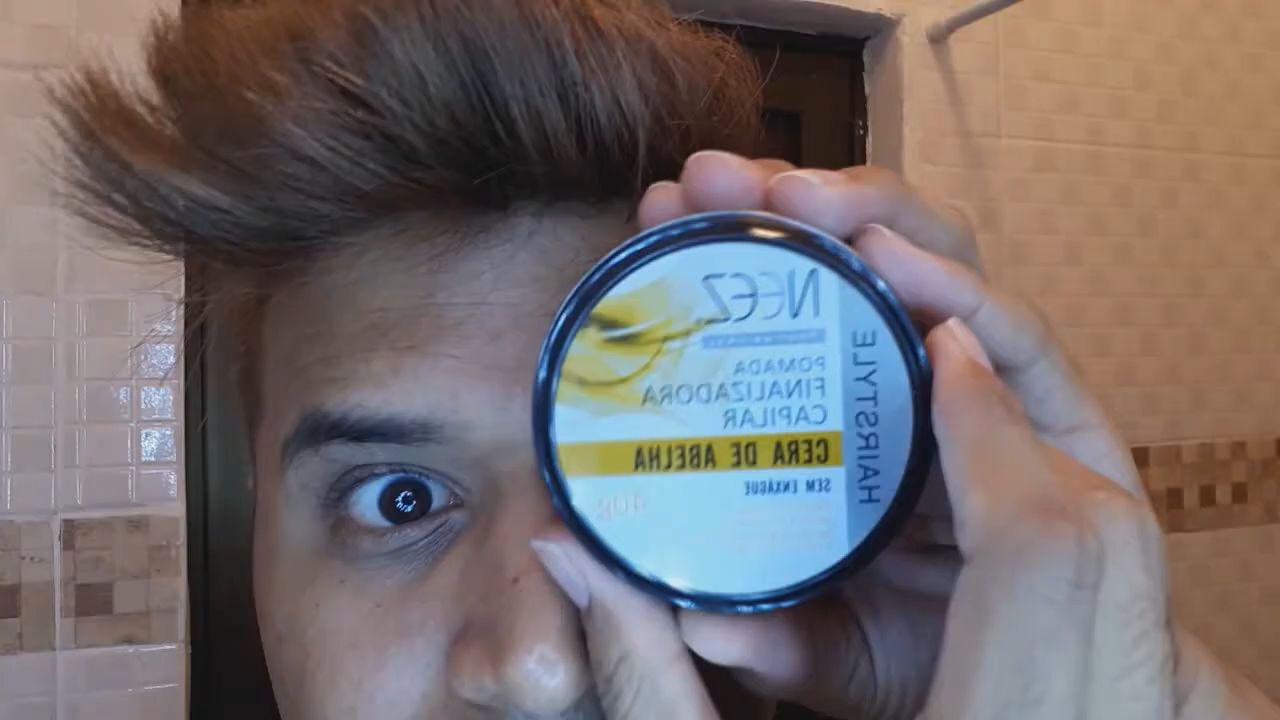 NEEZ
POMADA
FINALIZADORA
CAPILAR
CERA DE ABELHA
SEM ENXÁGUE
HAIRSTYLE